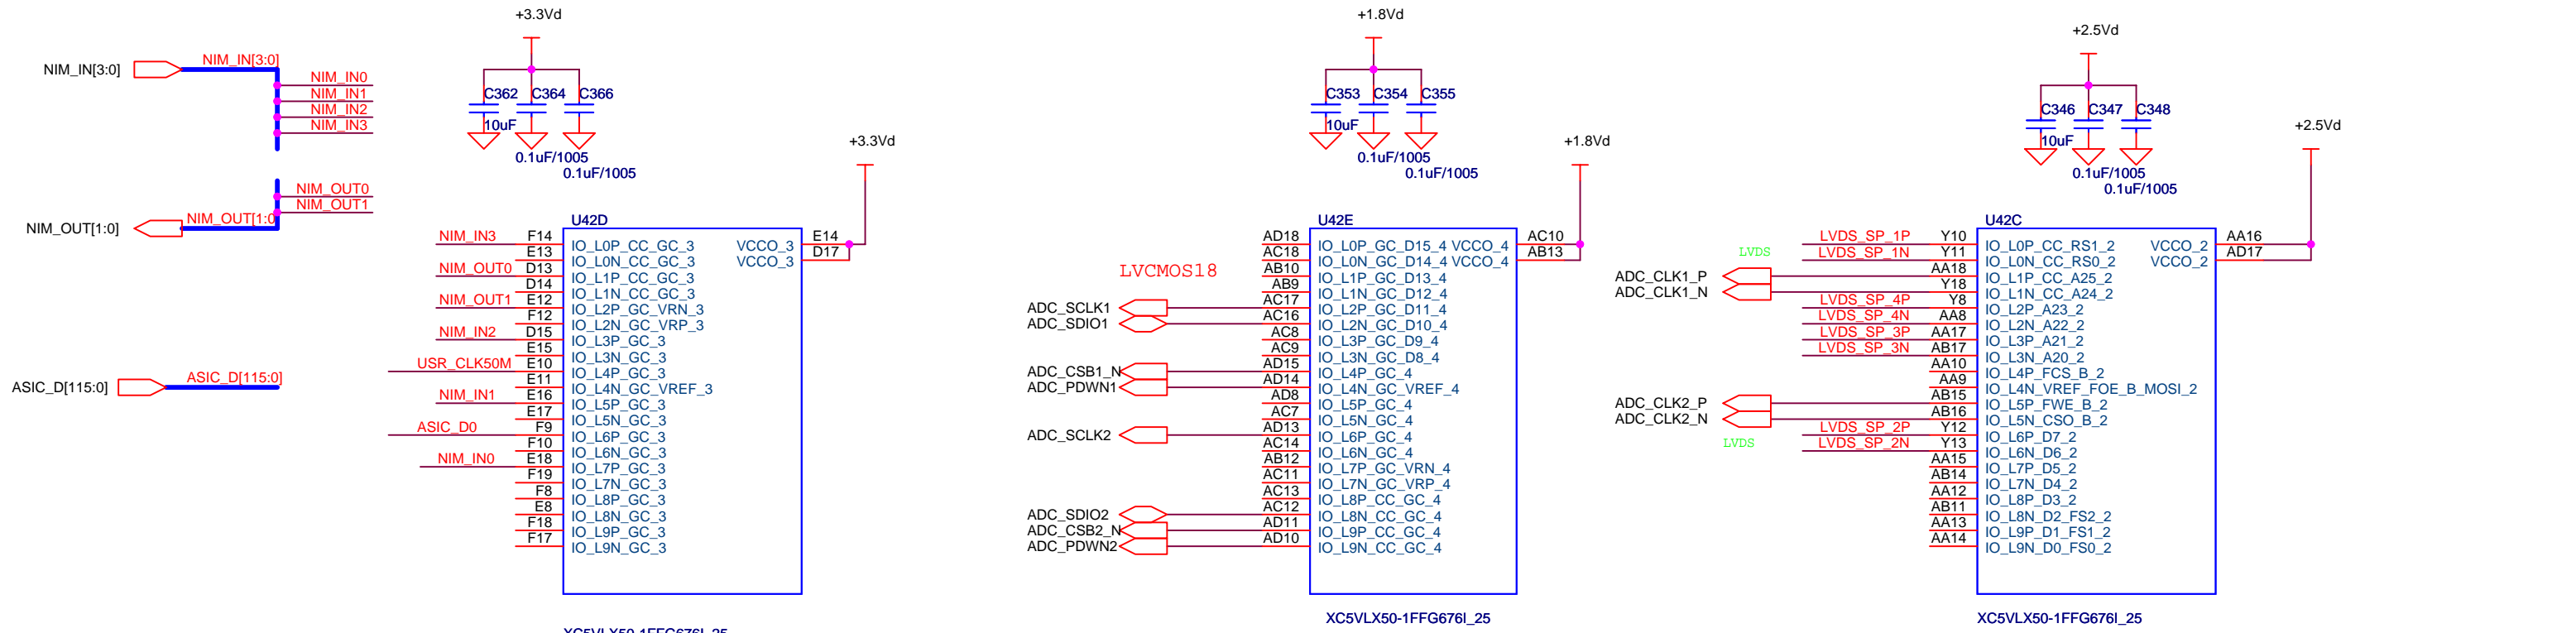 +3.3Vd
NIM_IN[3:0]
NIM_IN[3:0]
NIM_IN0
NIM_IN1
NIM_IN2
NIM_IN3
C362
C364
C366
10uF
0.1uF/1005
0.1uF/1005
+3.3Vd
NIM_OUT0
NIM_OUT1
NIM_OUT[1:0]
NIM_OUT[1:0
ASIC_D[115:0]
ASIC_D[115:0]
U42D
NIM_IN3 F14 IO_L0P_CC_GC_3 VCCO_3 E14
E13 IO_L0N_CC_GC_3 VCCO_3 D17
NIM_OUT0 D13 IO_L1P_CC_GC_3
D14 IO_L1N_CC_GC_3
NIM_OUT1 E12 IO_L2P_GC_VRN_3
F12 IO_L2N_GC_VRP_3
NIM_IN2 D15 IO_L3P_GC_3
E15 IO_L3N_GC_3
USR_CLK50M E10 IO_L4P_GC_3
E11 IO_L4N_GC_VREF_3
NIM_IN1 E16 IO_L5P_GC_3
E17 IO_L5N_GC_3
ASIC_D0 F9 IO_L6P_GC_3
F10 IO_L6N_GC_3
NIM_IN0 E18 IO_L7P_GC_3
F19 IO_L7N_GC_3
F8 IO_L8P_GC_3
E8 IO_L8N_GC_3
F18 IO_L9P_GC_3
F17 IO_L9N_GC_3
XC5VLX50-1FFG676I_25
+1.8Vd
C353
C354
C355
10uF
0.1uF/1005
0.1uF/1005
+1.8Vd
LVCMOS18
U42E
AD18 IO_L0P_GC_D15_4 VCCO_4 AC10
AC18 IO_L0N_GC_D14_4 VCCO_4 AB13
AB10 IO_L1P_GC_D13_4
AB9 IO_L1N_GC_D12_4
ADC_SCLK1 AC17 IO_L2P_GC_D11_4
ADC_SDIO1 AC16 IO_L2N_GC_D10_4
AC8 IO_L3P_GC_D9_4
AC9 IO_L3N_GC_D8_4
ADC_CSB1_N AD15 IO_L4P_GC_4
ADC_PDWN1 AD14 IO_L4N_GC_VREF_4
AD8 IO_L5P_GC_4
AC7 IO_L5N_GC_4
ADC_SCLK2 AD13 IO_L6P_GC_4
AC14 IO_L6N_GC_4
AB12 IO_L7P_GC_VRN_4
AC11 IO_L7N_GC_VRP_4
AC13 IO_L8P_CC_GC_4
ADC_SDIO2 AC12 IO_L8N_CC_GC_4
ADC_CSB2_N AD11 IO_L9P_CC_GC_4
ADC_PDWN2 AD10 IO_L9N_CC_GC_4
XC5VLX50-1FFG676I_25
+2.5Vd
C346
C347
C348
10uF
0.1uF/1005
0.1uF/1005
+2.5Vd
LVDS
U42C
LVDS_SP_1P Y10 IO_L0P_CC_RS1_2 VCCO_2 AA16
LVDS_SP_1N Y11 IO_L0N_CC_RS0_2 VCCO_2 AD17
ADC_CLK1_P AA18 IO_L1P_CC_A25_2
ADC_CLK1_N Y18 IO_L1N_CC_A24_2
LVDS_SP_4P Y8 IO_L2P_A23_2
LVDS_SP_4N AA8 IO_L2N_A22_2
LVDS_SP_3P AA17 IO_L3P_A21_2
LVDS_SP_3N AB17 IO_L3N_A20_2
AA10 IO_L4P_FCS_B_2
AA9 IO_L4N_VREF_FOE_B_MOSI_2
ADC_CLK2_P AB15 IO_L5P_FWE_B_2
ADC_CLK2_N AB16 IO_L5N_CSO_B_2
LVDS_SP_2P Y12 IO_L6P_D7_2
LVDS
LVDS_SP_2N Y13 IO_L6N_D6_2
AA15 IO_L7P_D5_2
AB14 IO_L7N_D4_2
AA12 IO_L8P_D3_2
AB11 IO_L8N_D2_FS2_2
AA13 IO_L9P_D1_FS1_2
AA14 IO_L9N_D0_FS0_2
XC5VLX50-1FFG676I_25